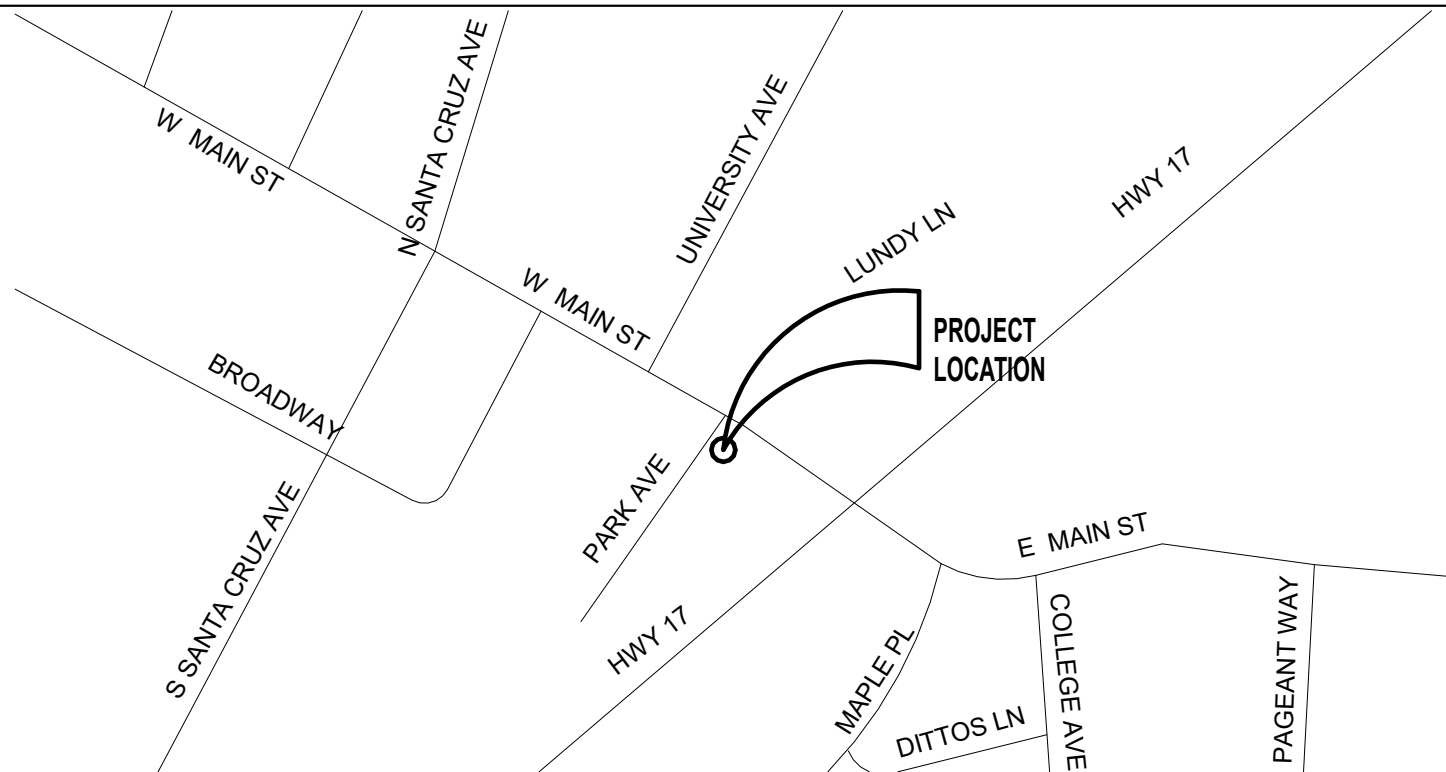 W MAIN ST
N SANTA CRUZ AVE
UNIVERSITY AVE
HWY 17
LUNDY LN
W MAIN ST
PROJECT
LOCATION
BROADWAY
PARK AVE
S SANTA CRUZ AVE
E MAIN ST
HWY 17
MAPLE PL
COLLEGE AVE
PAGEANT WAY
DITTOS LN